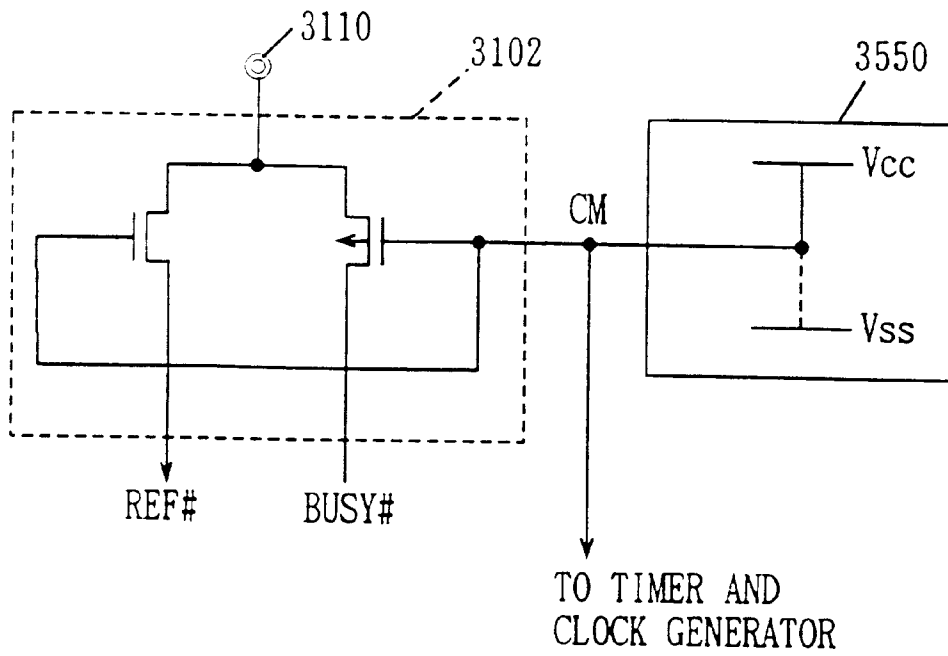 3110
3102
3550
Vcc
CM
Vss
REF#
BUSY#
TO TIMER AND
CLOCK GENERATOR